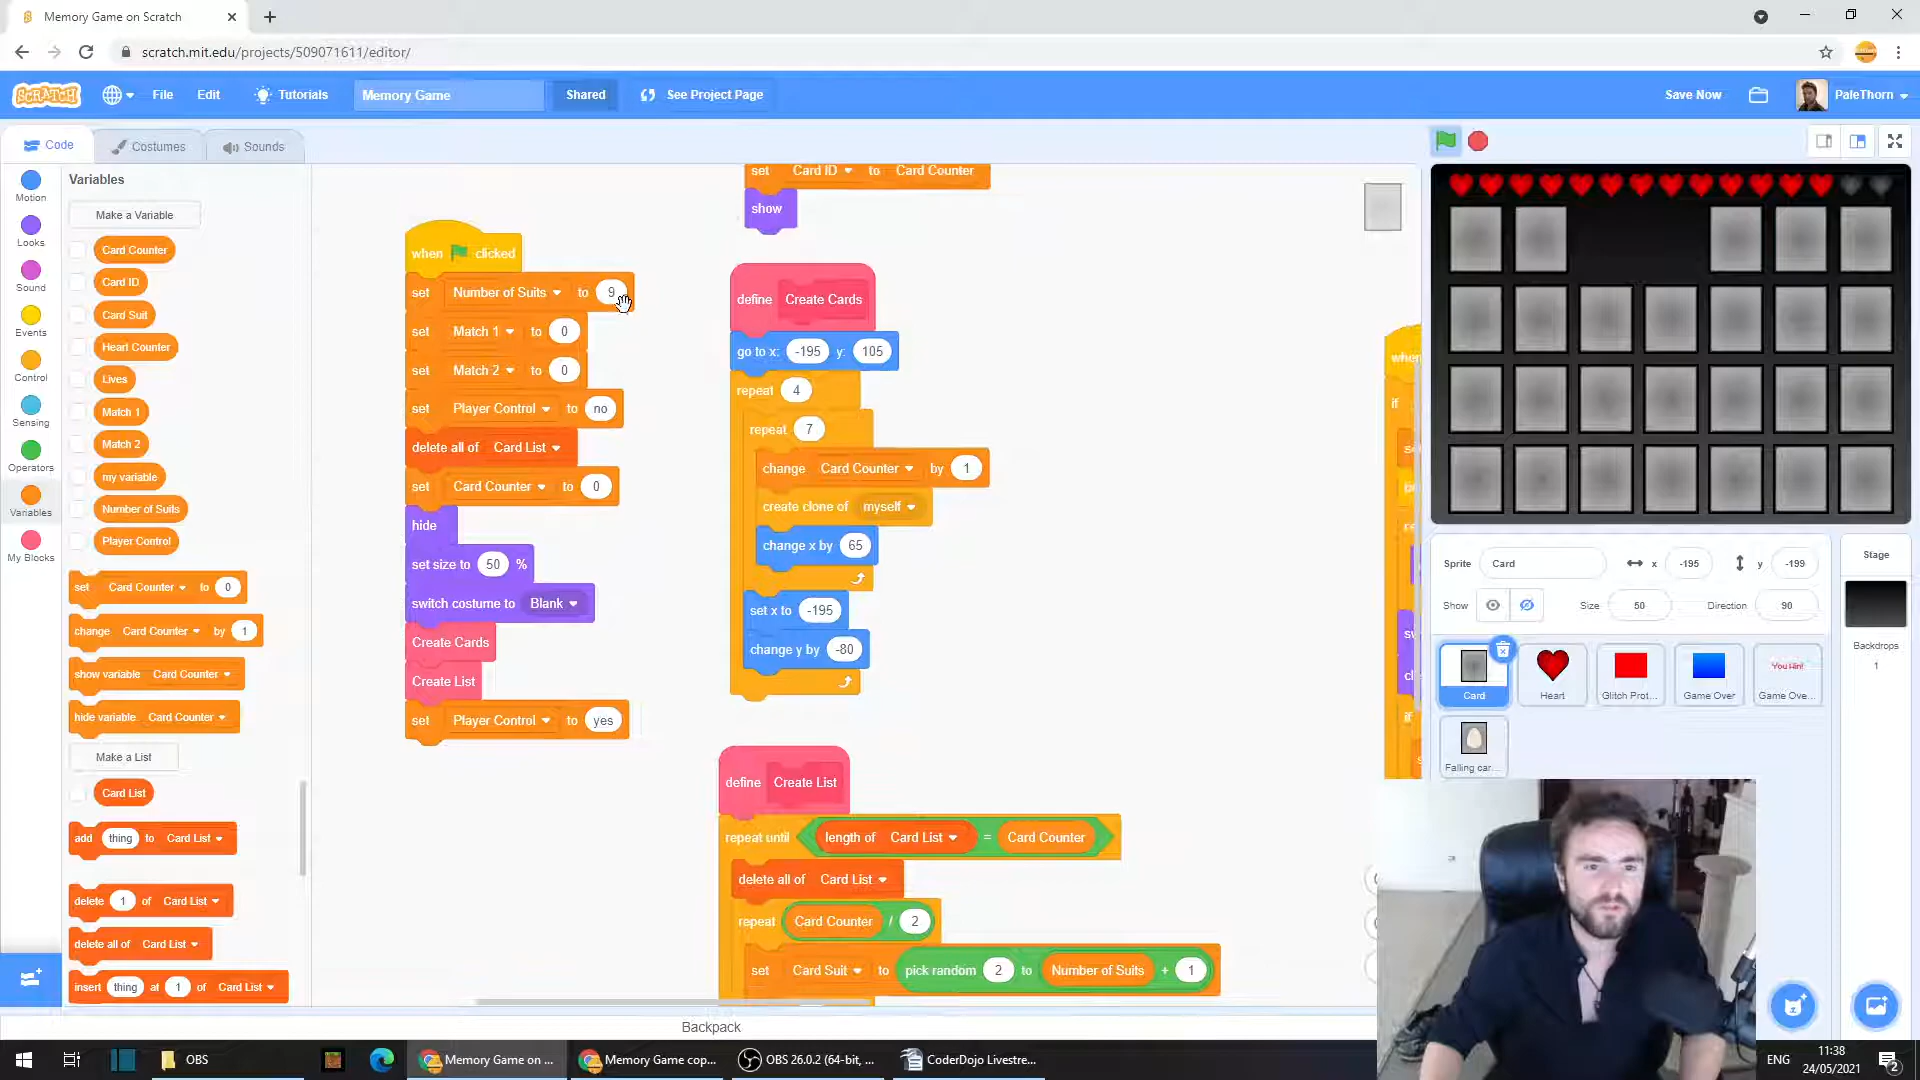 Memory Game on Scratch
scratch.mit.edu/projects/509071611/editor/
SCRATCH
File
Edit
Tutorials
Memory Game
Shared
See Project Page
Save Now
PaleThorn
Code
Costumes
Sounds
Motion
Looks
Sound
Events
Control
Sensing
Operators
Variables
My Blocks
Variables
Make a Variable
Card Counter
Card ID
Card Suit
Heart Counter
Lives
Match 1
Match 2
my variable
Number of Suits
Player Control
set Card Counter to 0
change Card Counter by 1
show variable Card Counter
hide variable Card Counter
Make a List
Card List
add thing to Card List
delete 1 of Card List
delete all of Card List
insert thing at 1 of Card List
when clicked
set Number of Suits to 9
set Match 1 to 0
set Match 2 to 0
set Player Control to no
delete all of Card List
set Card Counter to 0
hide
set size to 50 %
switch costume to Blank
Create Cards
Create List
set Player Control to yes
set Card ID to Card Counter
show
define Create Cards
go to x: -195 y: 105
repeat 4
repeat 7
change Card Counter by 1
create clone of myself
change x by 65
set x to -195
change y by -80
define Create List
repeat until length of Card List = Card Counter
delete all of Card List
repeat Card Counter / 2
set Card Suit to pick random 2 to Number of Suits + 1
when
if
Sprite Card x -195 y -199
Show Size 50 Direction 90
Card
Heart
Glitch Prot...
Game Over
You Win!
Game Ove...
Falling car...
Stage
Backdrops
1
Backpack
OBS
Memory Game on ...
Memory Game cop...
OBS 26.0.2 (64-bit, ...
CoderDojo Livestre...
ENG
11:38
24/05/2021
2